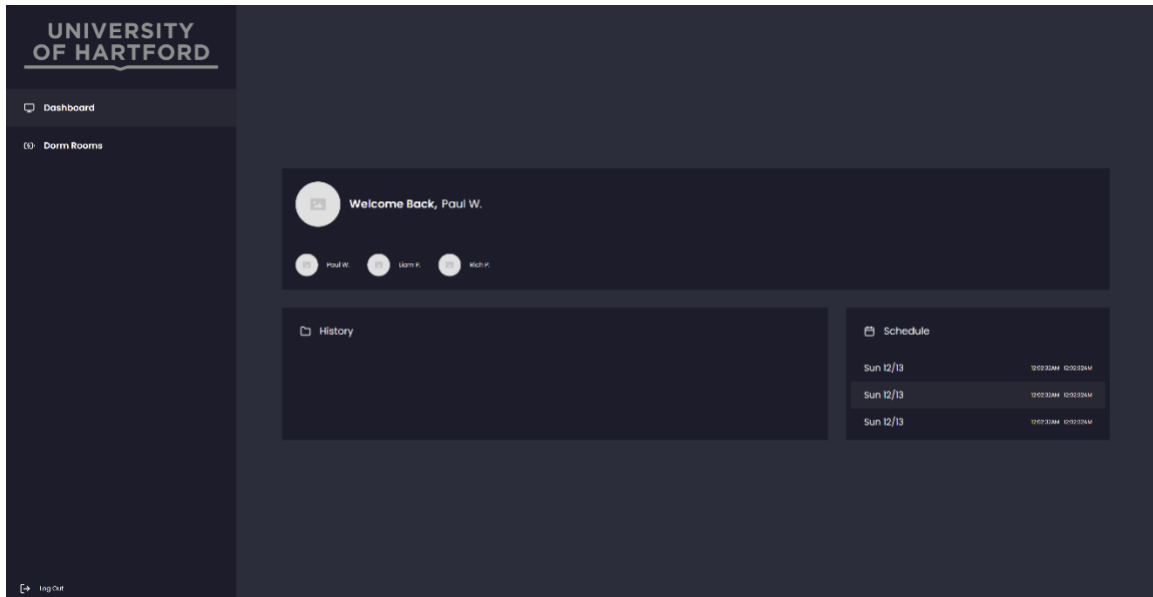 UNIVERSITY
OF HARTFORD
Dashboard
Dorm Rooms
Welcome Back, Paul W.
Paul W. Liam P. Rich P.
History
Schedule
Sun 12/13
Sun 12/13
Sun 12/13
Log Out